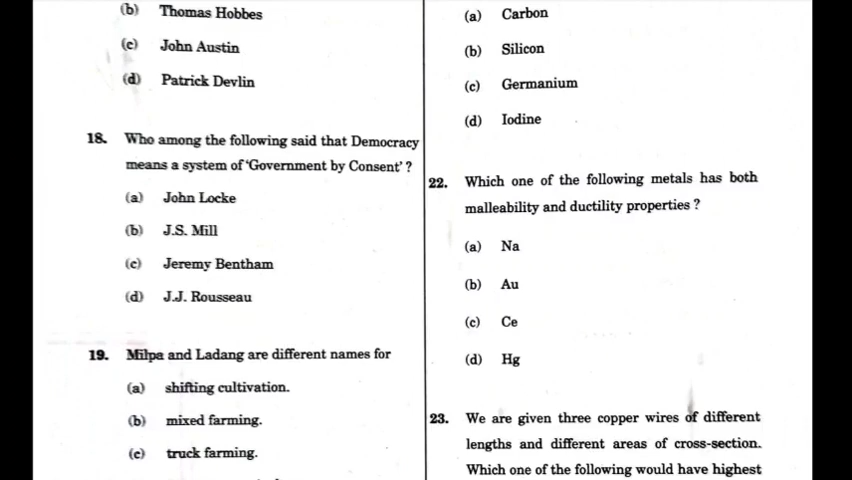 (b) Thomas Hobbes
(c) John Austin
(d) Patrick Devlin
18. Who among the following said that Democracy
means a system of 'Government by Consent' ?
(a) John Locke
(b) J.S. Mill
(c) Jeremy Bentham
(d) J.J. Rousseau
19. Milpa and Ladang are different names for
(a) shifting cultivation.
(b) mixed farming.
(c) truck farming.
(a) Carbon
(b) Silicon
(c) Germanium
(d) Iodine
22. Which one of the following metals has both
malleability and ductility properties ?
(a) Na
(b) Au
(c) Ce
(d) Hg
23. We are given three copper wires of different
lengths and different areas of cross-section.
Which one of the following would have highest